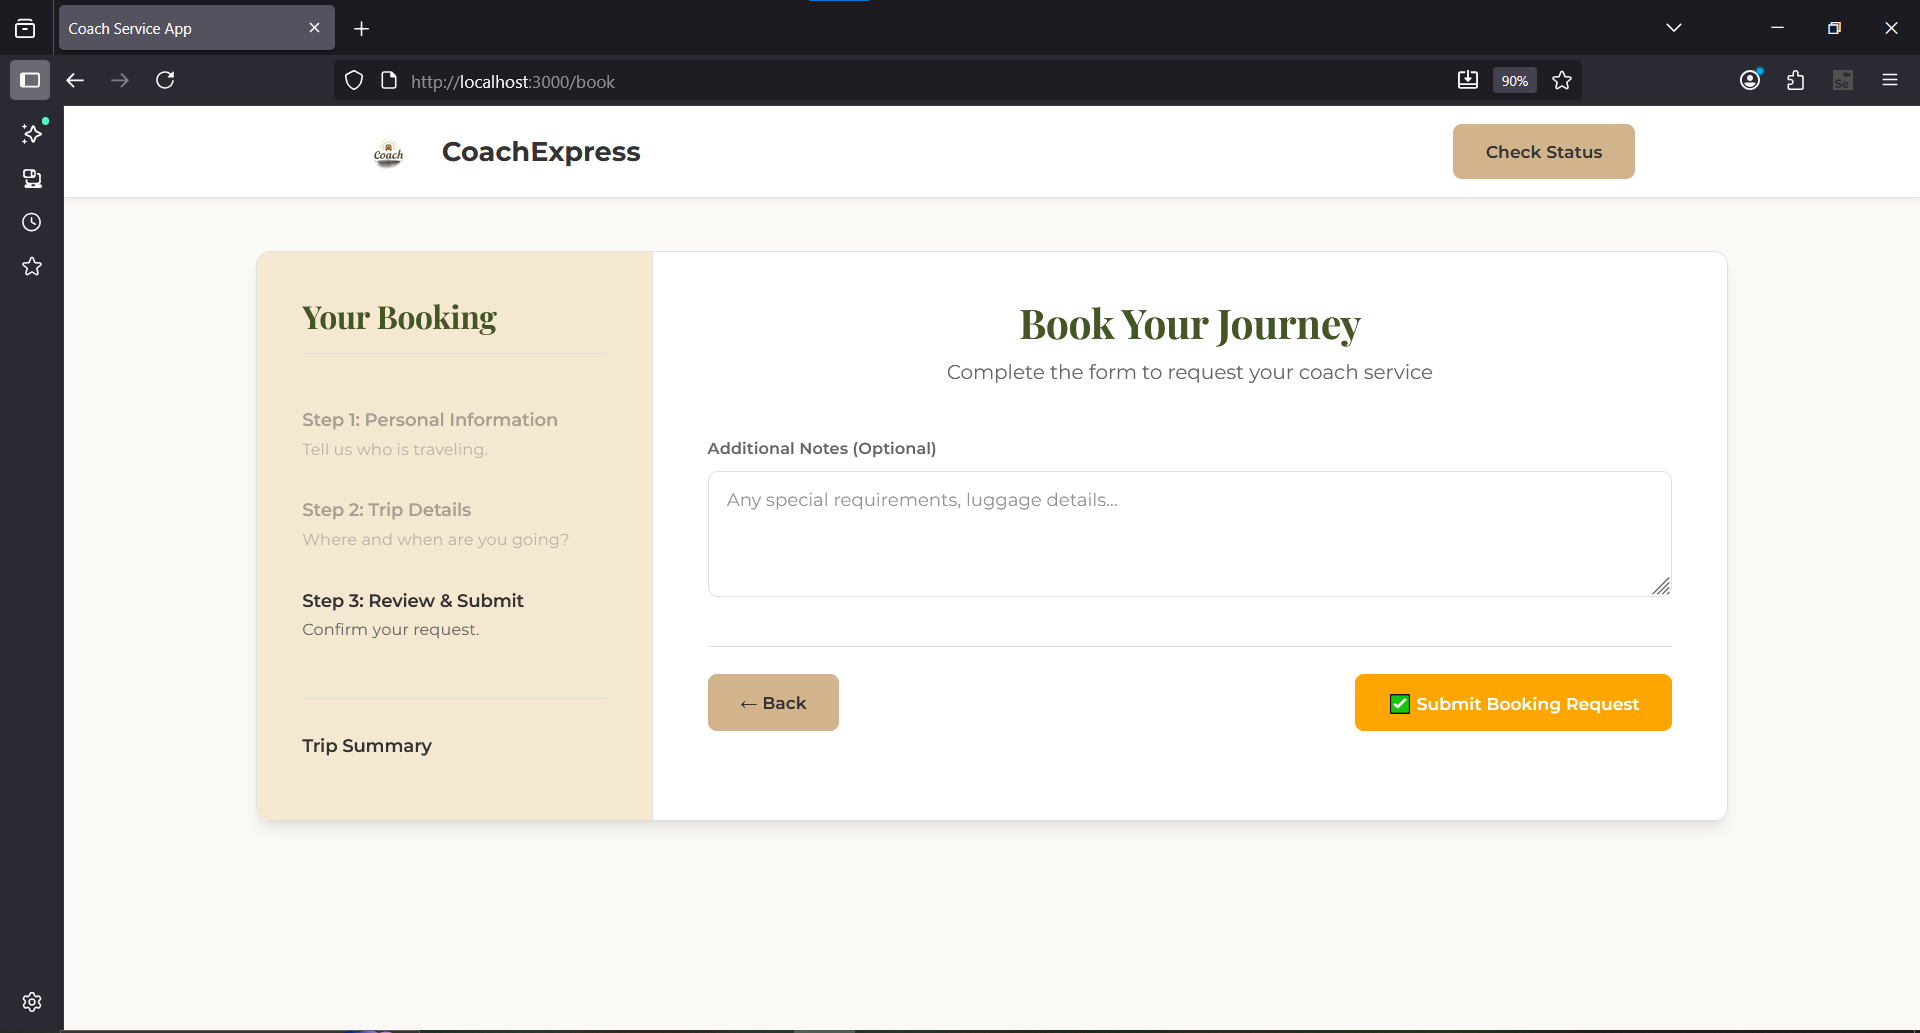 Coach Service App
http://localhost:3000/book
90%
Se
Coach
CoachExpress
Check Status
Your Booking
Step 1: Personal Information
Tell us who is traveling.
Step 2: Trip Details
Where and when are you going?
Step 3: Review & Submit
Confirm your request.
Trip Summary
Book Your Journey
Complete the form to request your coach service
Additional Notes (Optional)
Any special requirements, luggage details...
← Back
✅ Submit Booking Request